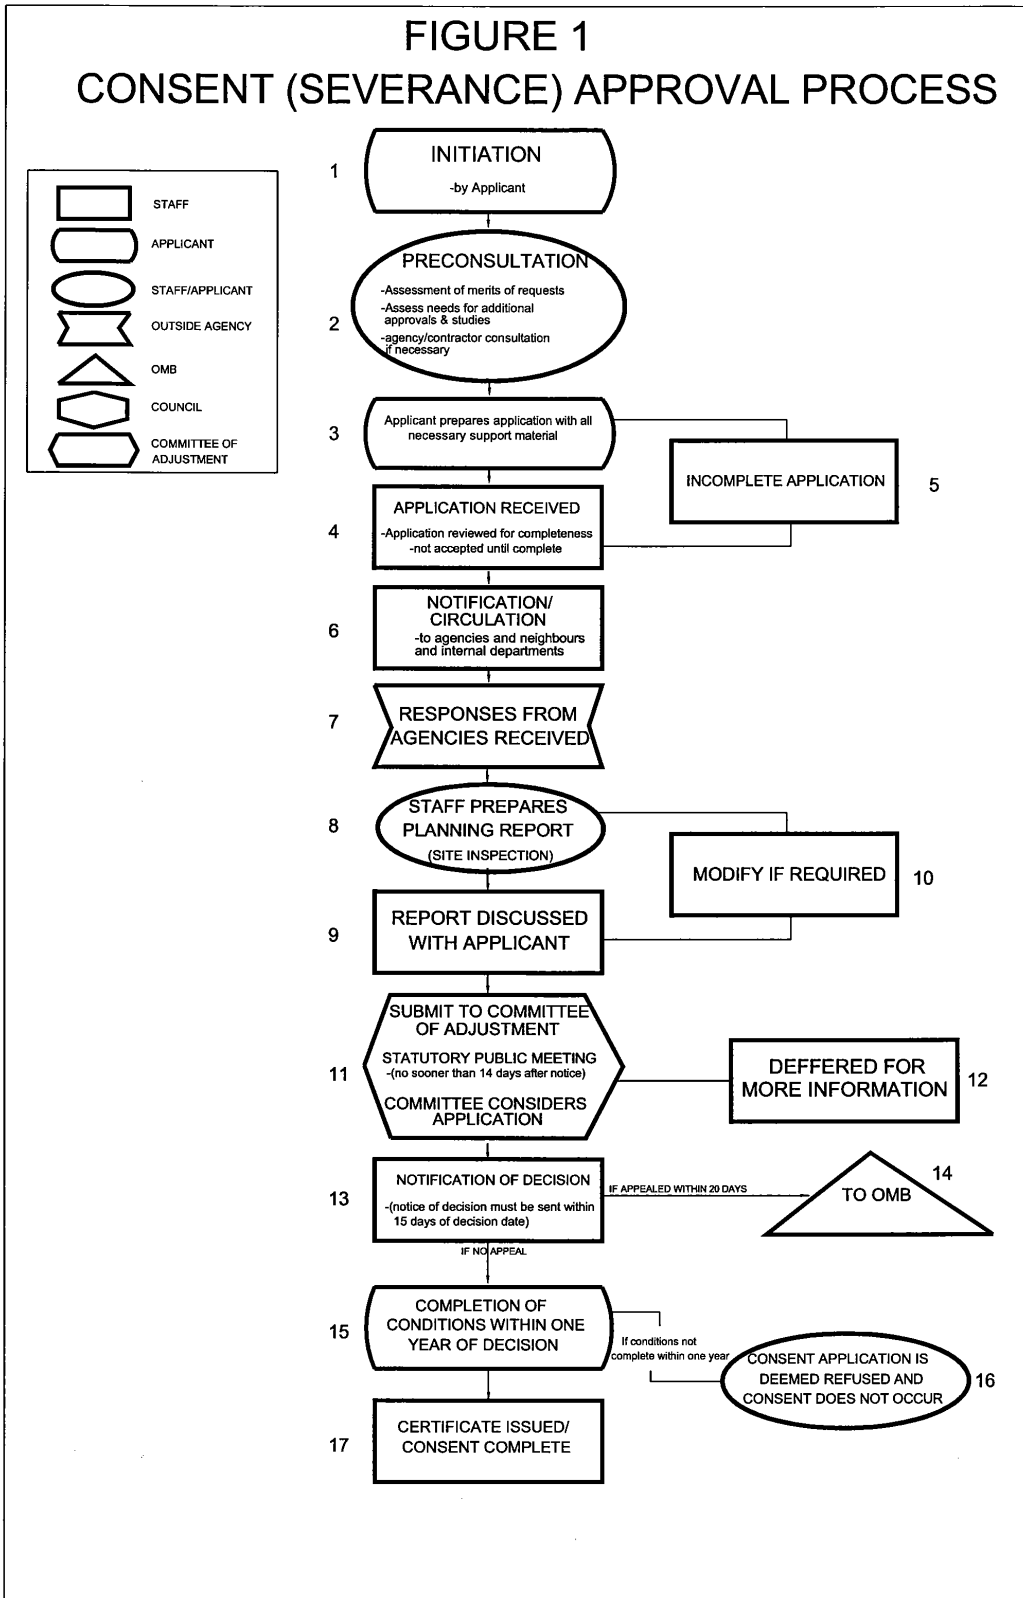 FIGURE 1
CONSENT (SEVERANCE) APPROVAL PROCESS
STAFF
APPLICANT
STAFF/APPLICANT
OUTSIDE AGENCY
OMB
COUNCIL
COMMITTEE OF
ADJUSTMENT
1
INITIATION
-by Applicant
2
PRECONSULTATION
-Assessment of merits of requests
-Assess needs for additional
approvals & studies
-agency/contractor consultation
if necessary
3
Applicant prepares application with all
necessary support material
4
APPLICATION RECEIVED
-Application reviewed for completeness
-not accepted until complete
INCOMPLETE APPLICATION
5
6
NOTIFICATION/
CIRCULATION
-to agencies and neighbours
and internal departments
7
RESPONSES FROM
AGENCIES RECEIVED
8
STAFF PREPARES
PLANNING REPORT
(SITE INSPECTION)
9
REPORT DISCUSSED
WITH APPLICANT
MODIFY IF REQUIRED
10
11
SUBMIT TO COMMITTEE
OF ADJUSTMENT
STATUTORY PUBLIC MEETING
-(no sooner than 14 days after notice)
COMMITTEE CONSIDERS
APPLICATION
DEFFERED FOR
MORE INFORMATION
12
13
NOTIFICATION OF DECISION
-(notice of decision must be sent within
15 days of decision date)
IF APPEALED WITHIN 20 DAYS
TO OMB
14
IF NO APPEAL
15
COMPLETION OF
CONDITIONS WITHIN ONE
YEAR OF DECISION
If conditions not
complete within one year
CONSENT APPLICATION IS
DEEMED REFUSED AND
CONSENT DOES NOT OCCUR
16
17
CERTIFICATE ISSUED/
CONSENT COMPLETE